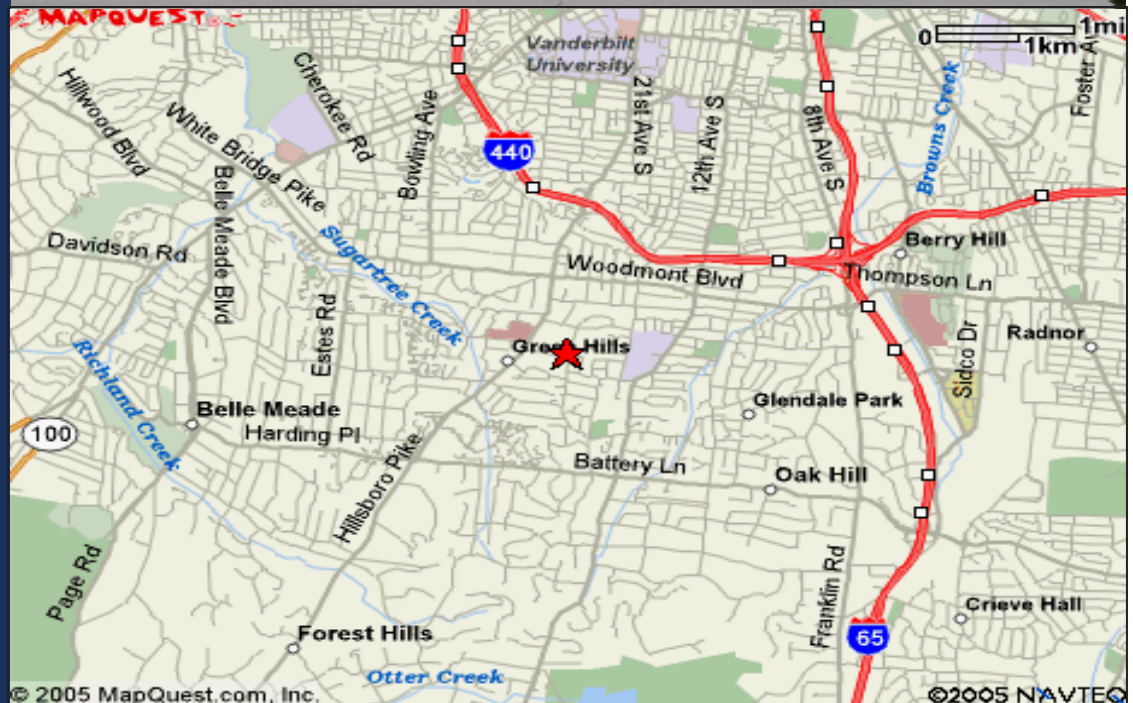 MAPQUEST
0 1mi
1km
Vanderbilt
University
Hillwood Blvd
Cherokee Rd
White Bridge Pike
Bowling Ave
440
21st Ave S
12th Ave S
8th Ave S
Browns Creek
Foster A
Belle Meade Blvd
Davidson Rd
Sugartree Creek
Woodmont Blvd
Berry Hill
Thompson Ln
Estes Rd
Richland Creek
Green Hills
Sidco Dr
Radnor
100
Belle Meade
Harding Pl
Glendale Park
Hillsboro Pike
Battery Ln
Oak Hill
Page Rd
Franklin Rd
Crieve Hall
Forest Hills
65
Otter Creek
© 2005 MapQuest.com, Inc.
©2005 NAVTEQ